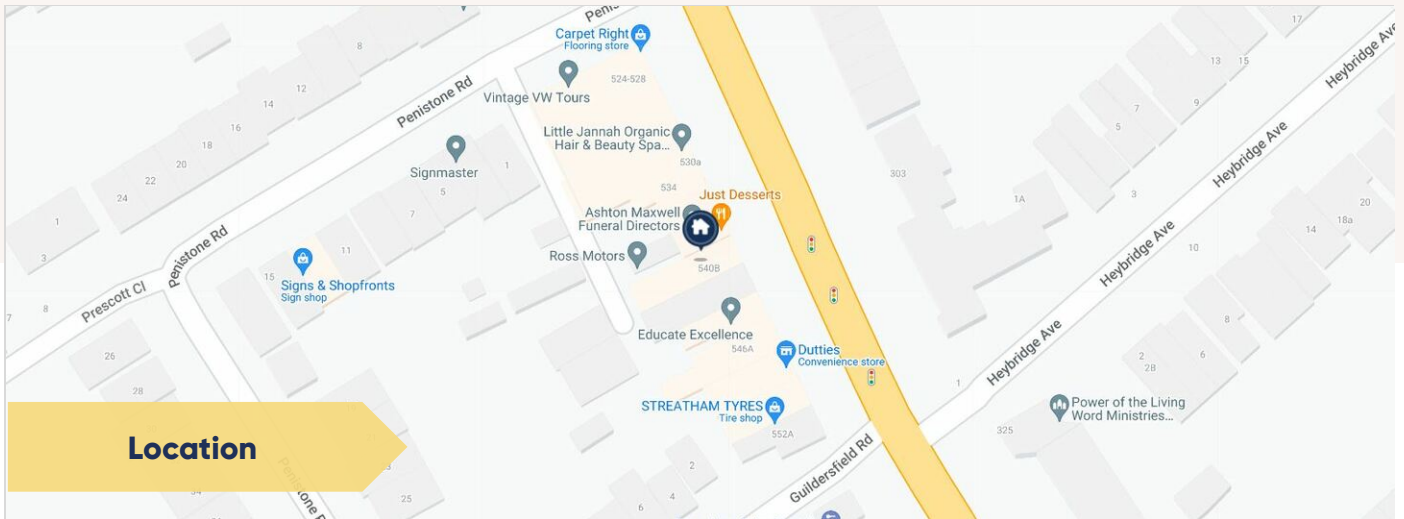 Penis
Carpet Right
Flooring store
524-528
Vintage VW Tours
Penistone Rd
Little Jannah Organic
Hair & Beauty Spa...
530a
534
Just Desserts
Ashton Maxwell
Funeral Directors
Ross Motors
540B
Signmaster
Signs & Shopfronts
Sign shop
Penistone Rd
Prescott Cl
Educate Excellence
546A
Dutties
Convenience store
STREATHAM TYRES
Tire shop
552A
Guildersfield Rd
Heybridge Ave
Heybridge Ave
Heybridge Ave
Heybridge Ave
Heybridge Ave
Power of the Living
Word Ministries...
Location
8
12
14
16
18
20
22
24
1
3
1
5
7
11
15
7
8
26
28
25
2
4
6
303
1A
3
5
7
9
13
15
17
20
18a
14
10
8
6
2
2B
1
325